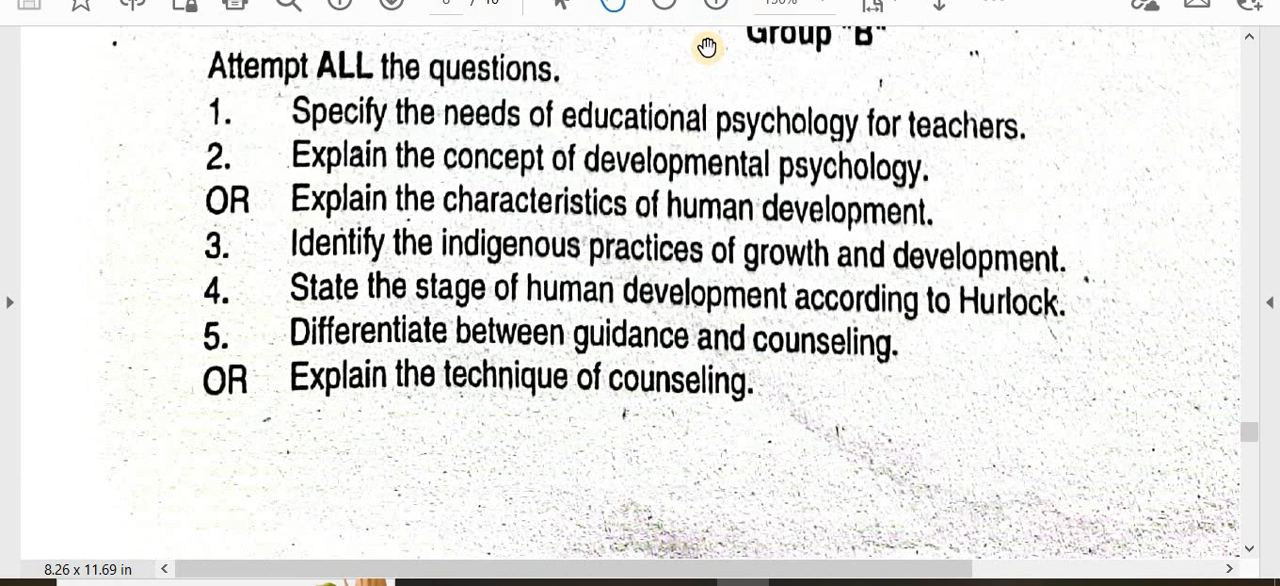 Group "B"
Attempt ALL the questions.
1. Specify the needs of educational psychology for teachers.
2. Explain the concept of developmental psychology.
OR Explain the characteristics of human development.
3. Identify the indigenous practices of growth and development.
4. State the stage of human development according to Hurlock.
5. Differentiate between guidance and counseling.
OR Explain the technique of counseling.
8.26 x 11.69 in